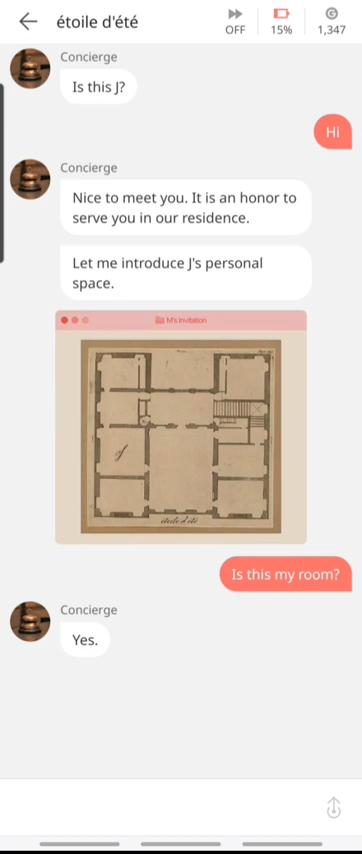 étoile d'été
OFF
15%
1,347
Concierge
Is this J?
Hi
Concierge
Nice to meet you. It is an honor to
serve you in our residence.
Let me introduce J's personal
space.
M's Invitation
J
étoile d'été
Is this my room?
Concierge
Yes.